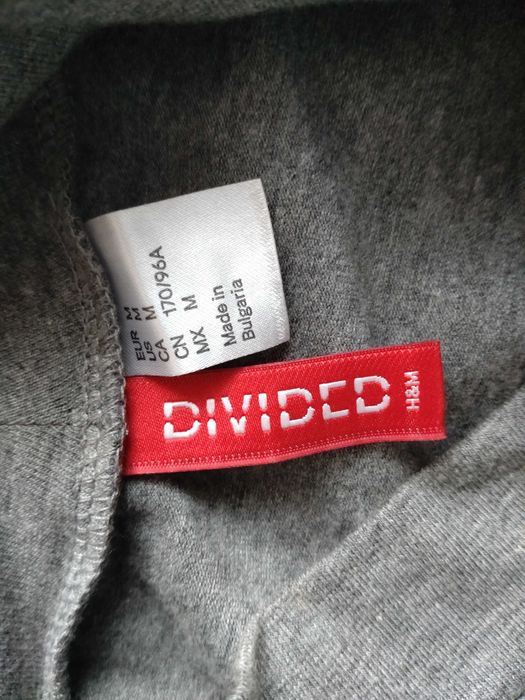 EUR M
US M
CA
CN 170/96A
MX M
Made in
Bulgaria
DIVIDED
H&M